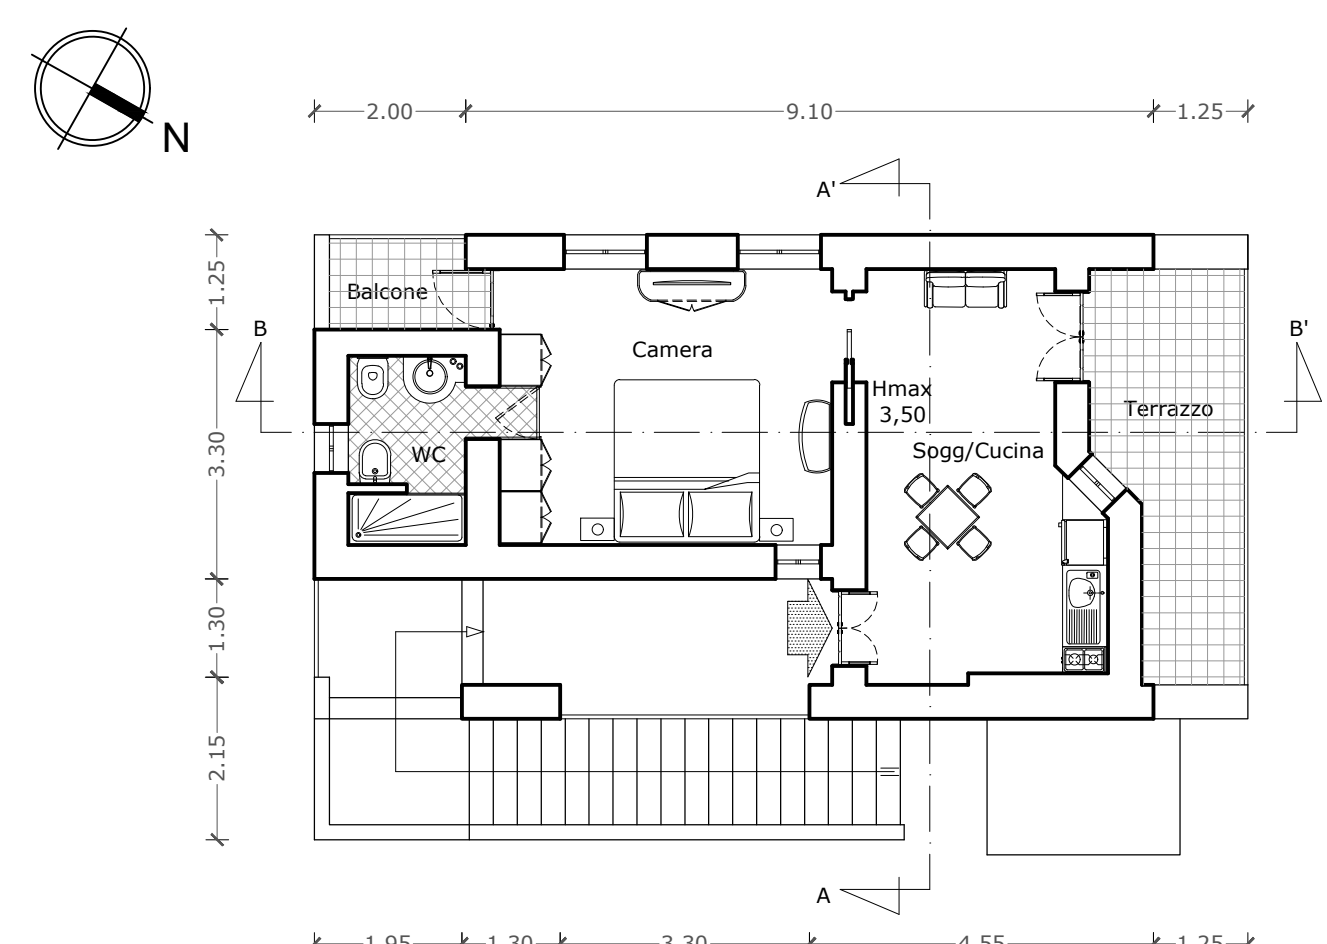 N
2.00 9.10 1.25
A'
1.25
Balcone
B
B'
Camera
Hmax
3,50
Terrazzo
3.30
WC
Sogg/Cucina
1.30
2.15
A
1.95 1.30 3.30 4.55 1.25